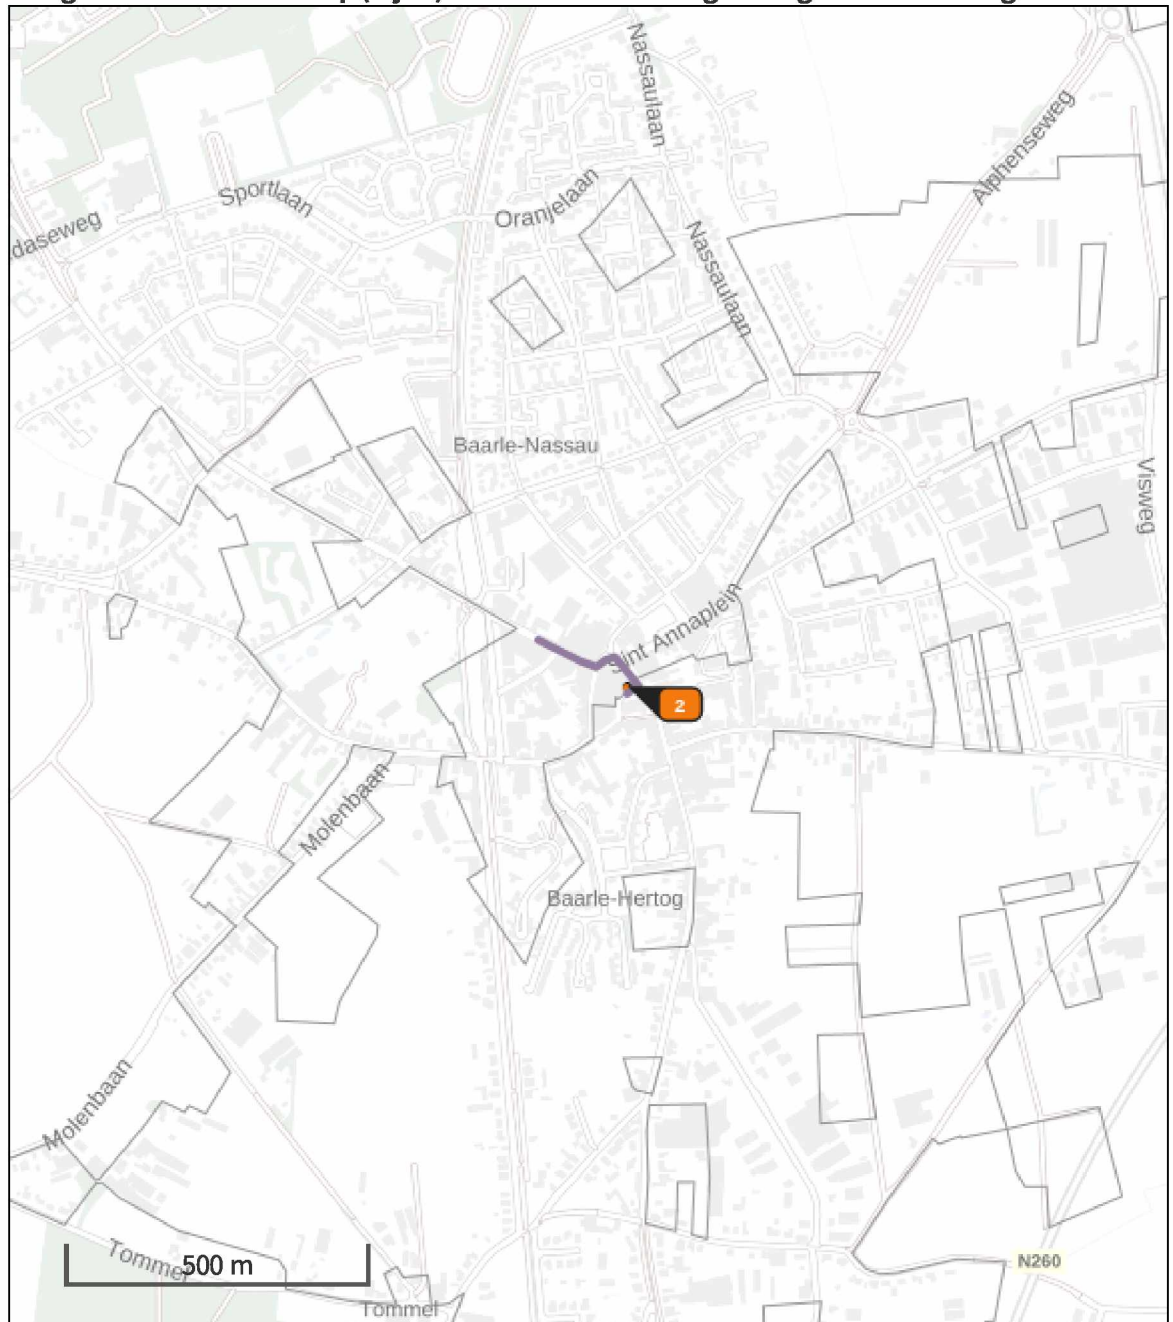 Nassaulaan
Alphenseweg
Sportlaan
Oranjelaan
daseweg
Nassaulaan
Baarle-Nassau
Visweg
int Annaplein
2
Molenbaan
Baarle-Hertog
Molenbaan
Tommel
500 m
N260
Tommel